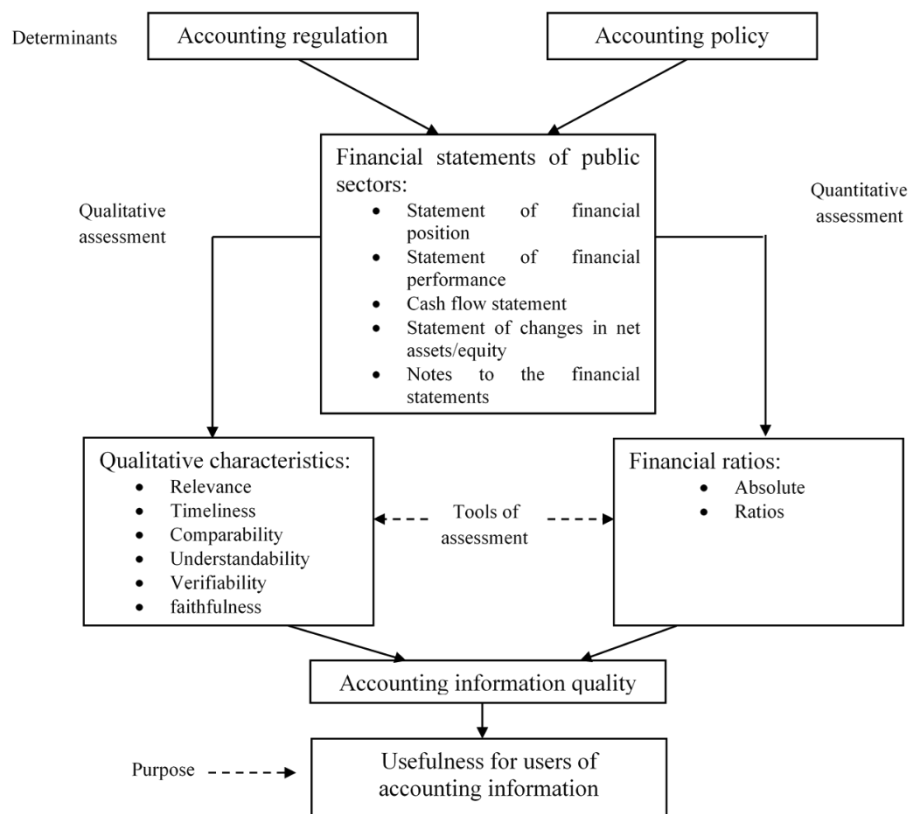 Determinants
Accounting regulation
Accounting policy
Financial statements of public
sectors:
• Statement of financial
position
• Statement of financial
performance
• Cash flow statement
• Statement of changes in net
assets/equity
• Notes to the financial
statements
Qualitative
assessment
Quantitative
assessment
Qualitative characteristics:
• Relevance
• Timeliness
• Comparability
• Understandability
• Verifiability
• faithfulness
Tools of
assessment
Financial ratios:
• Absolute
• Ratios
Accounting information quality
Purpose
Usefulness for users of
accounting information